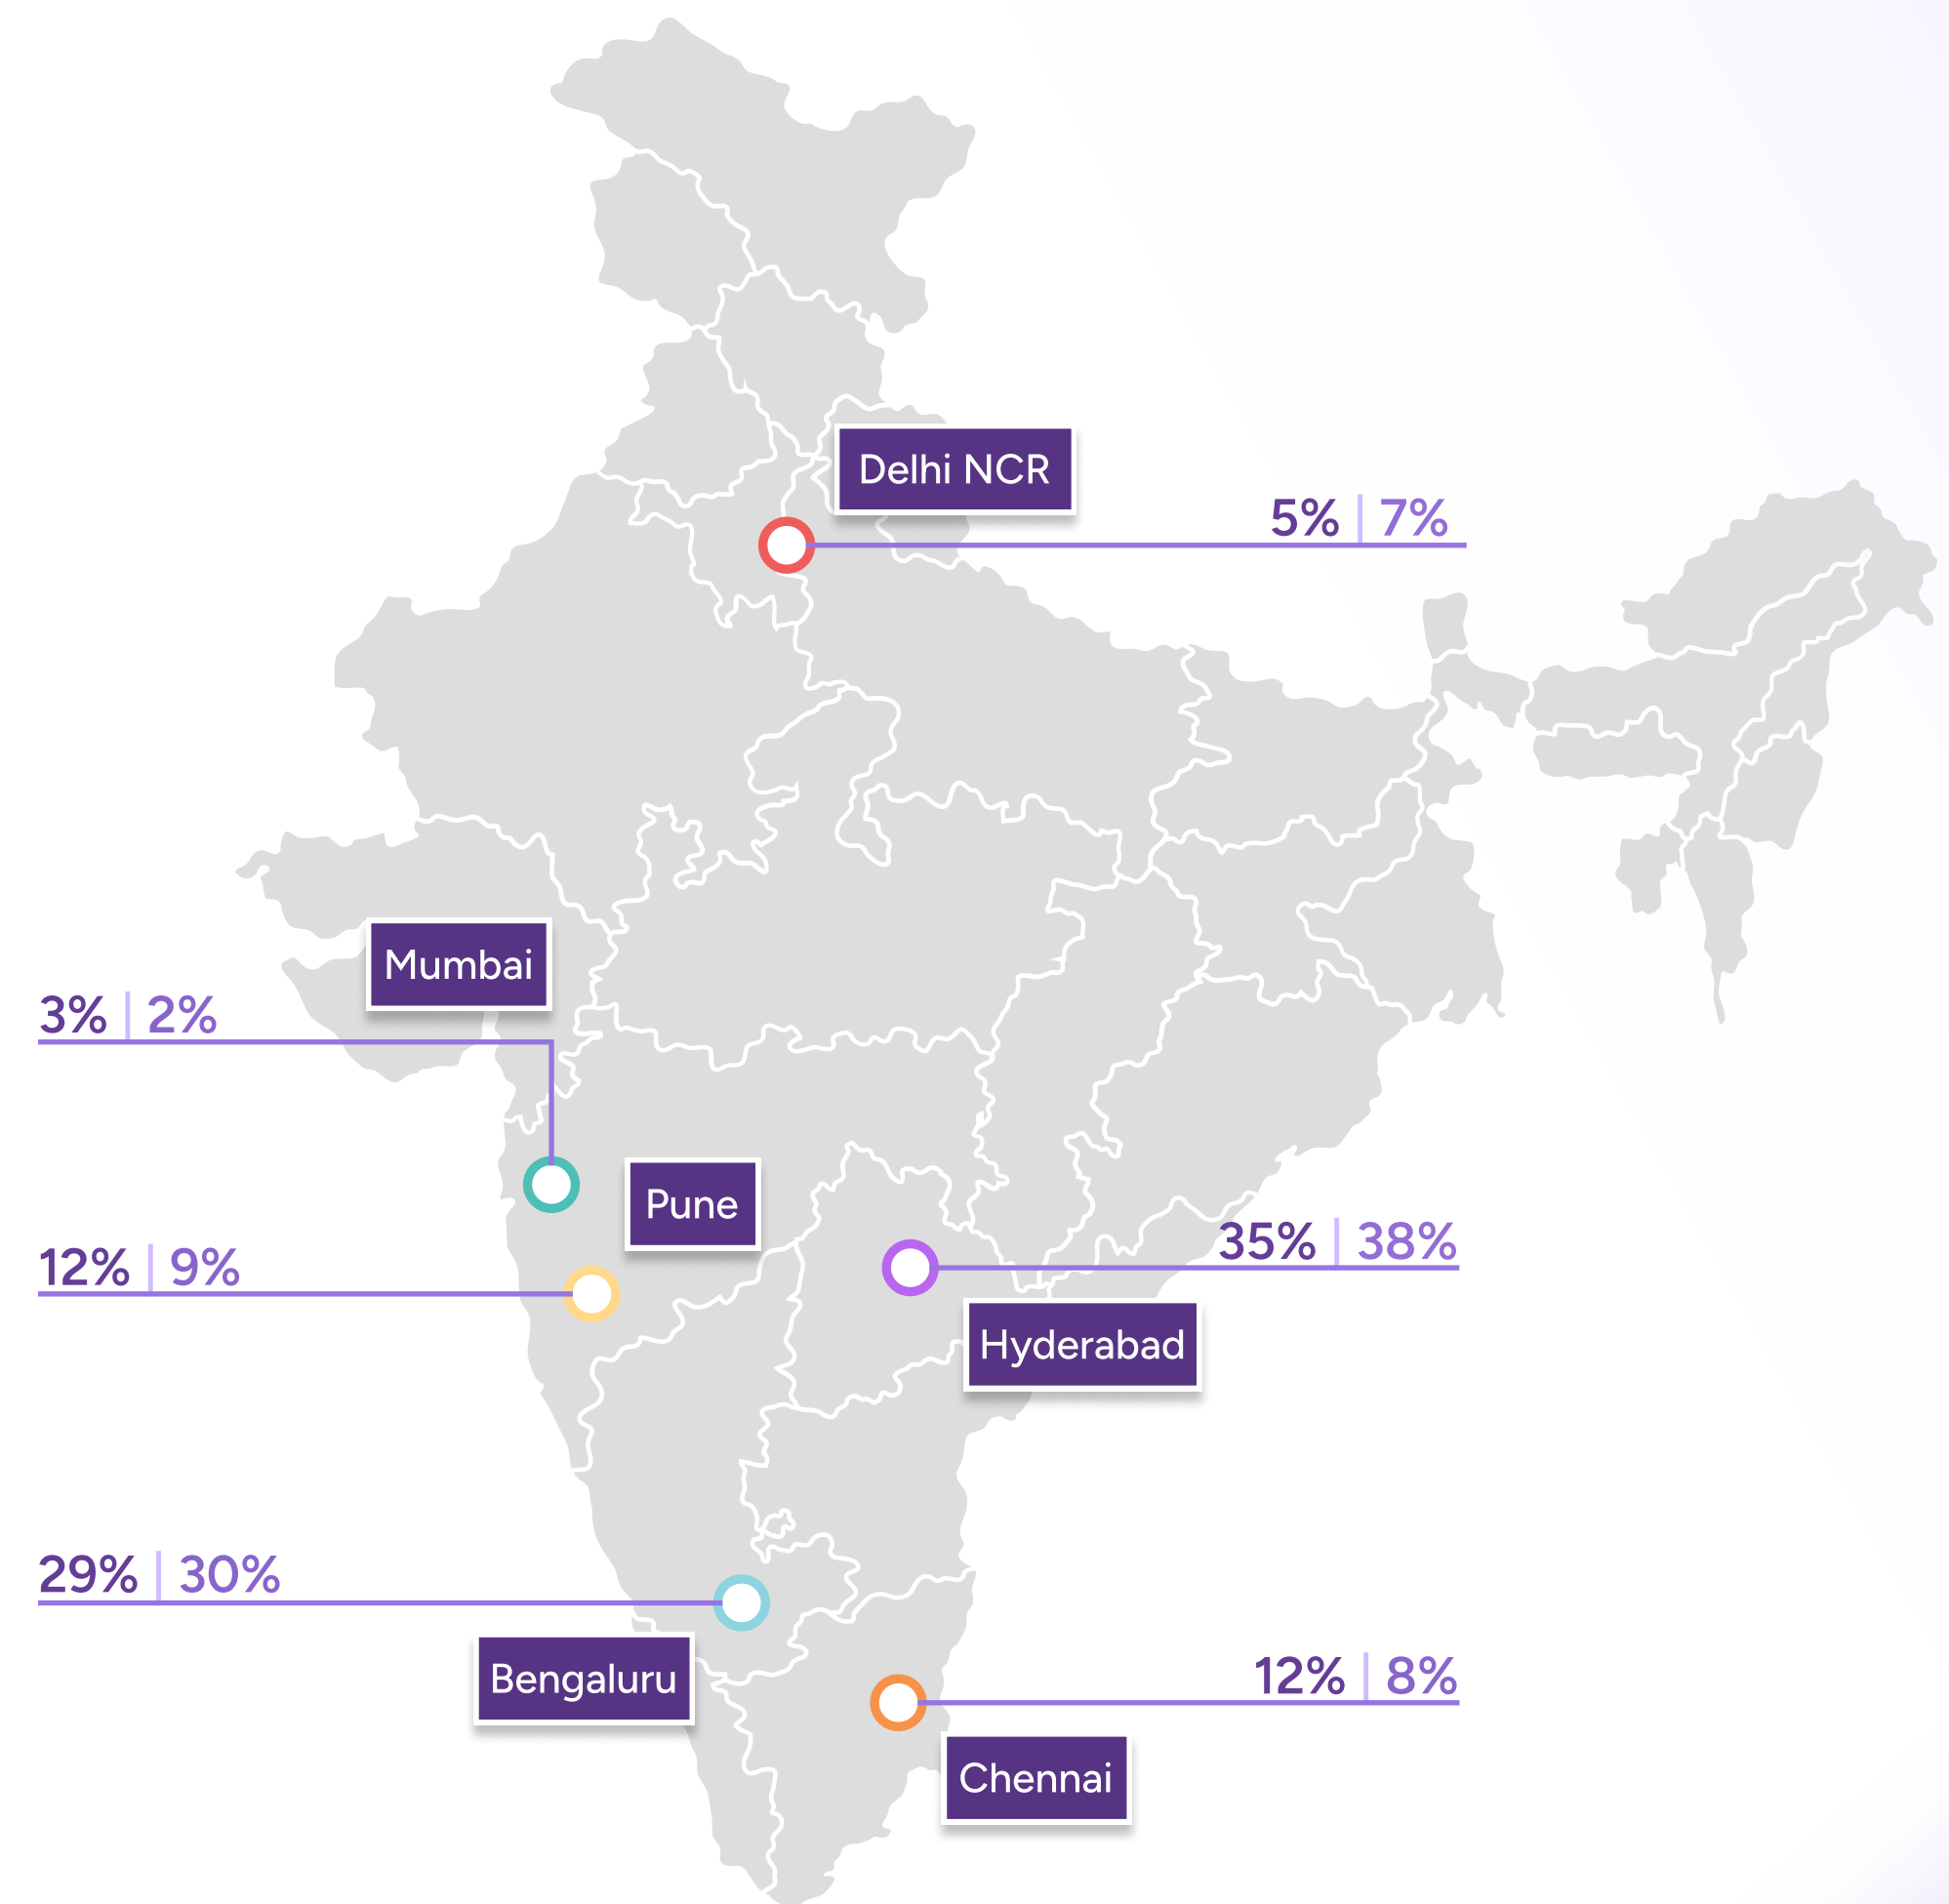 Delhi NCR
5% | 7%
Mumbai
3% | 2%
Pune
12% | 9%
35% | 38%
Hyderabad
29% | 30%
Bengaluru
12% | 8%
Chennai